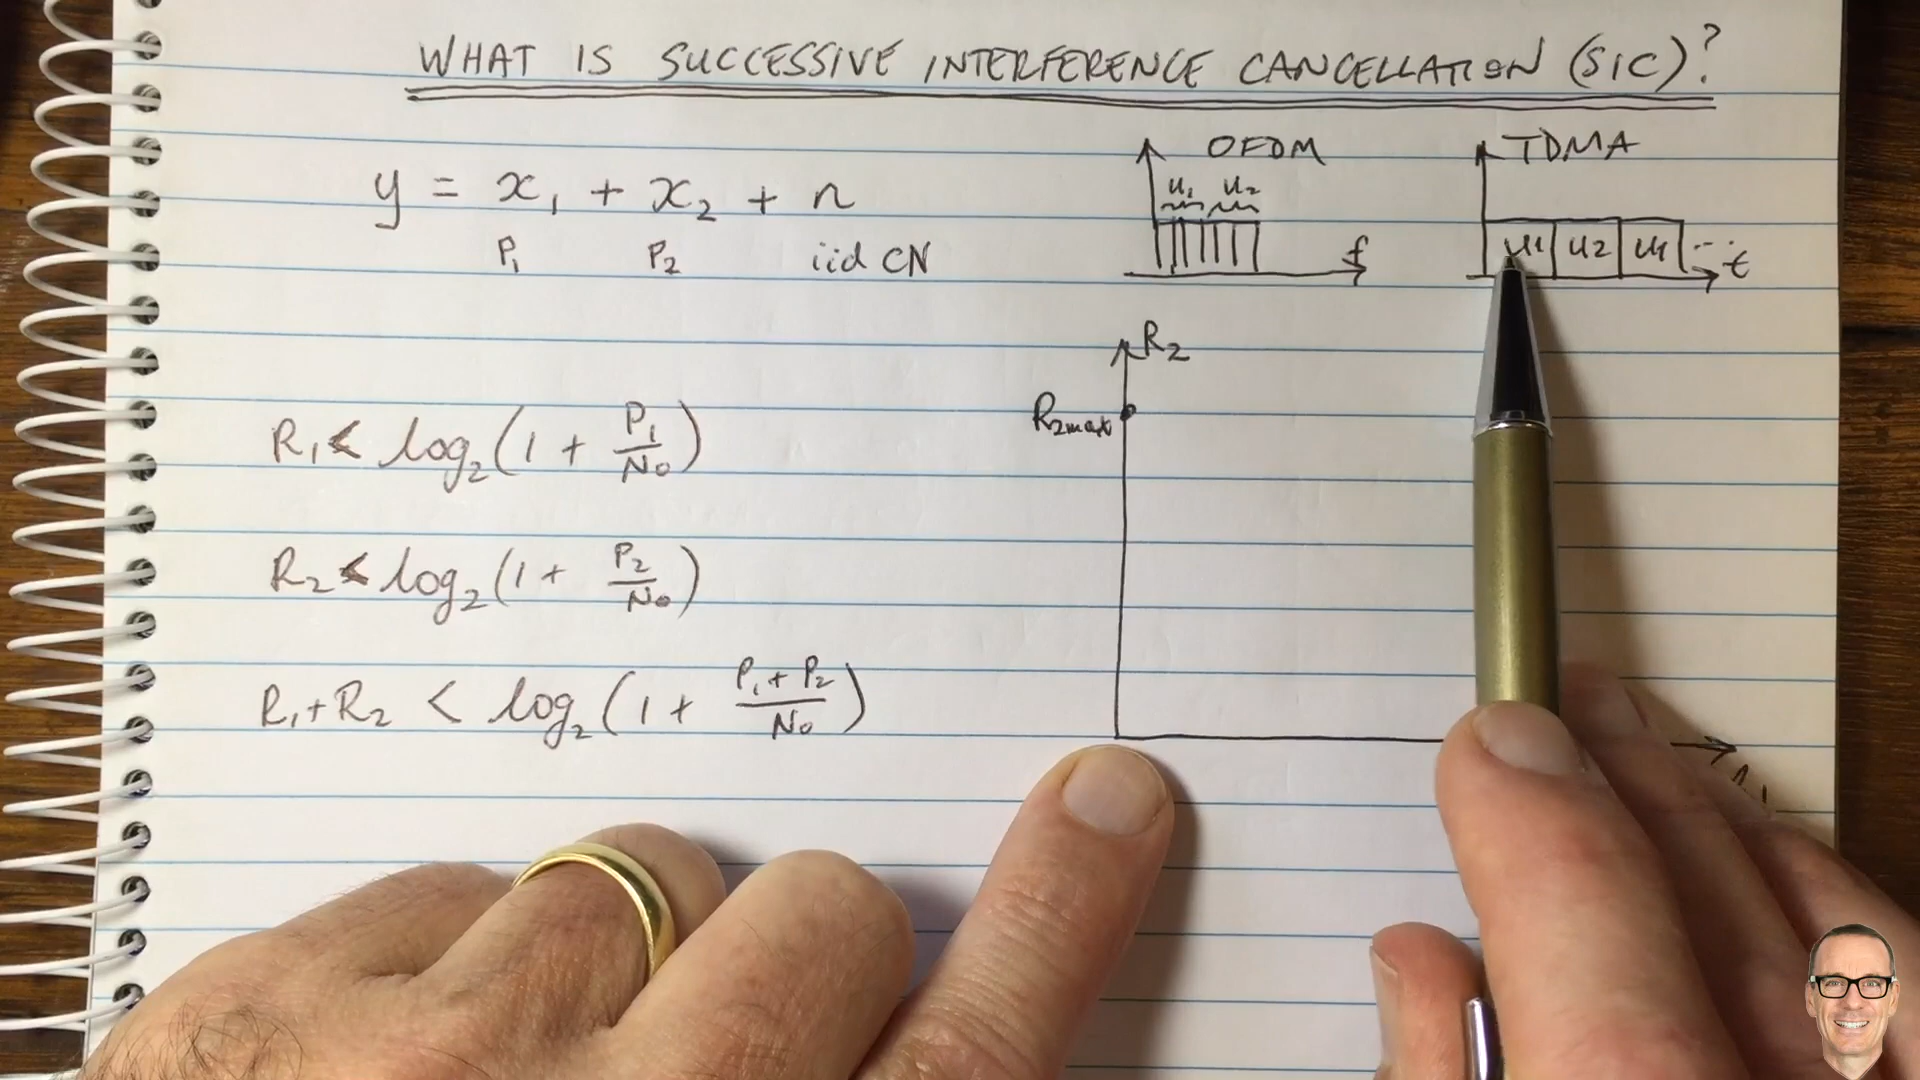 WHAT IS SUCCESSIVE INTERFERENCE CANCELLATION (SIC)?
y = x₁ + x₂ + n
P₁ P₂ iid CN
OFDM
u₁ u₂
f
TDMA
u1 u2 u1 ...
t
R₁ < log₂(1 + P₁/N₀)
R₂ < log₂(1 + P₂/N₀)
R₁+R₂ < log₂(1 + (P₁+P₂)/N₀)
R₂
R₂max